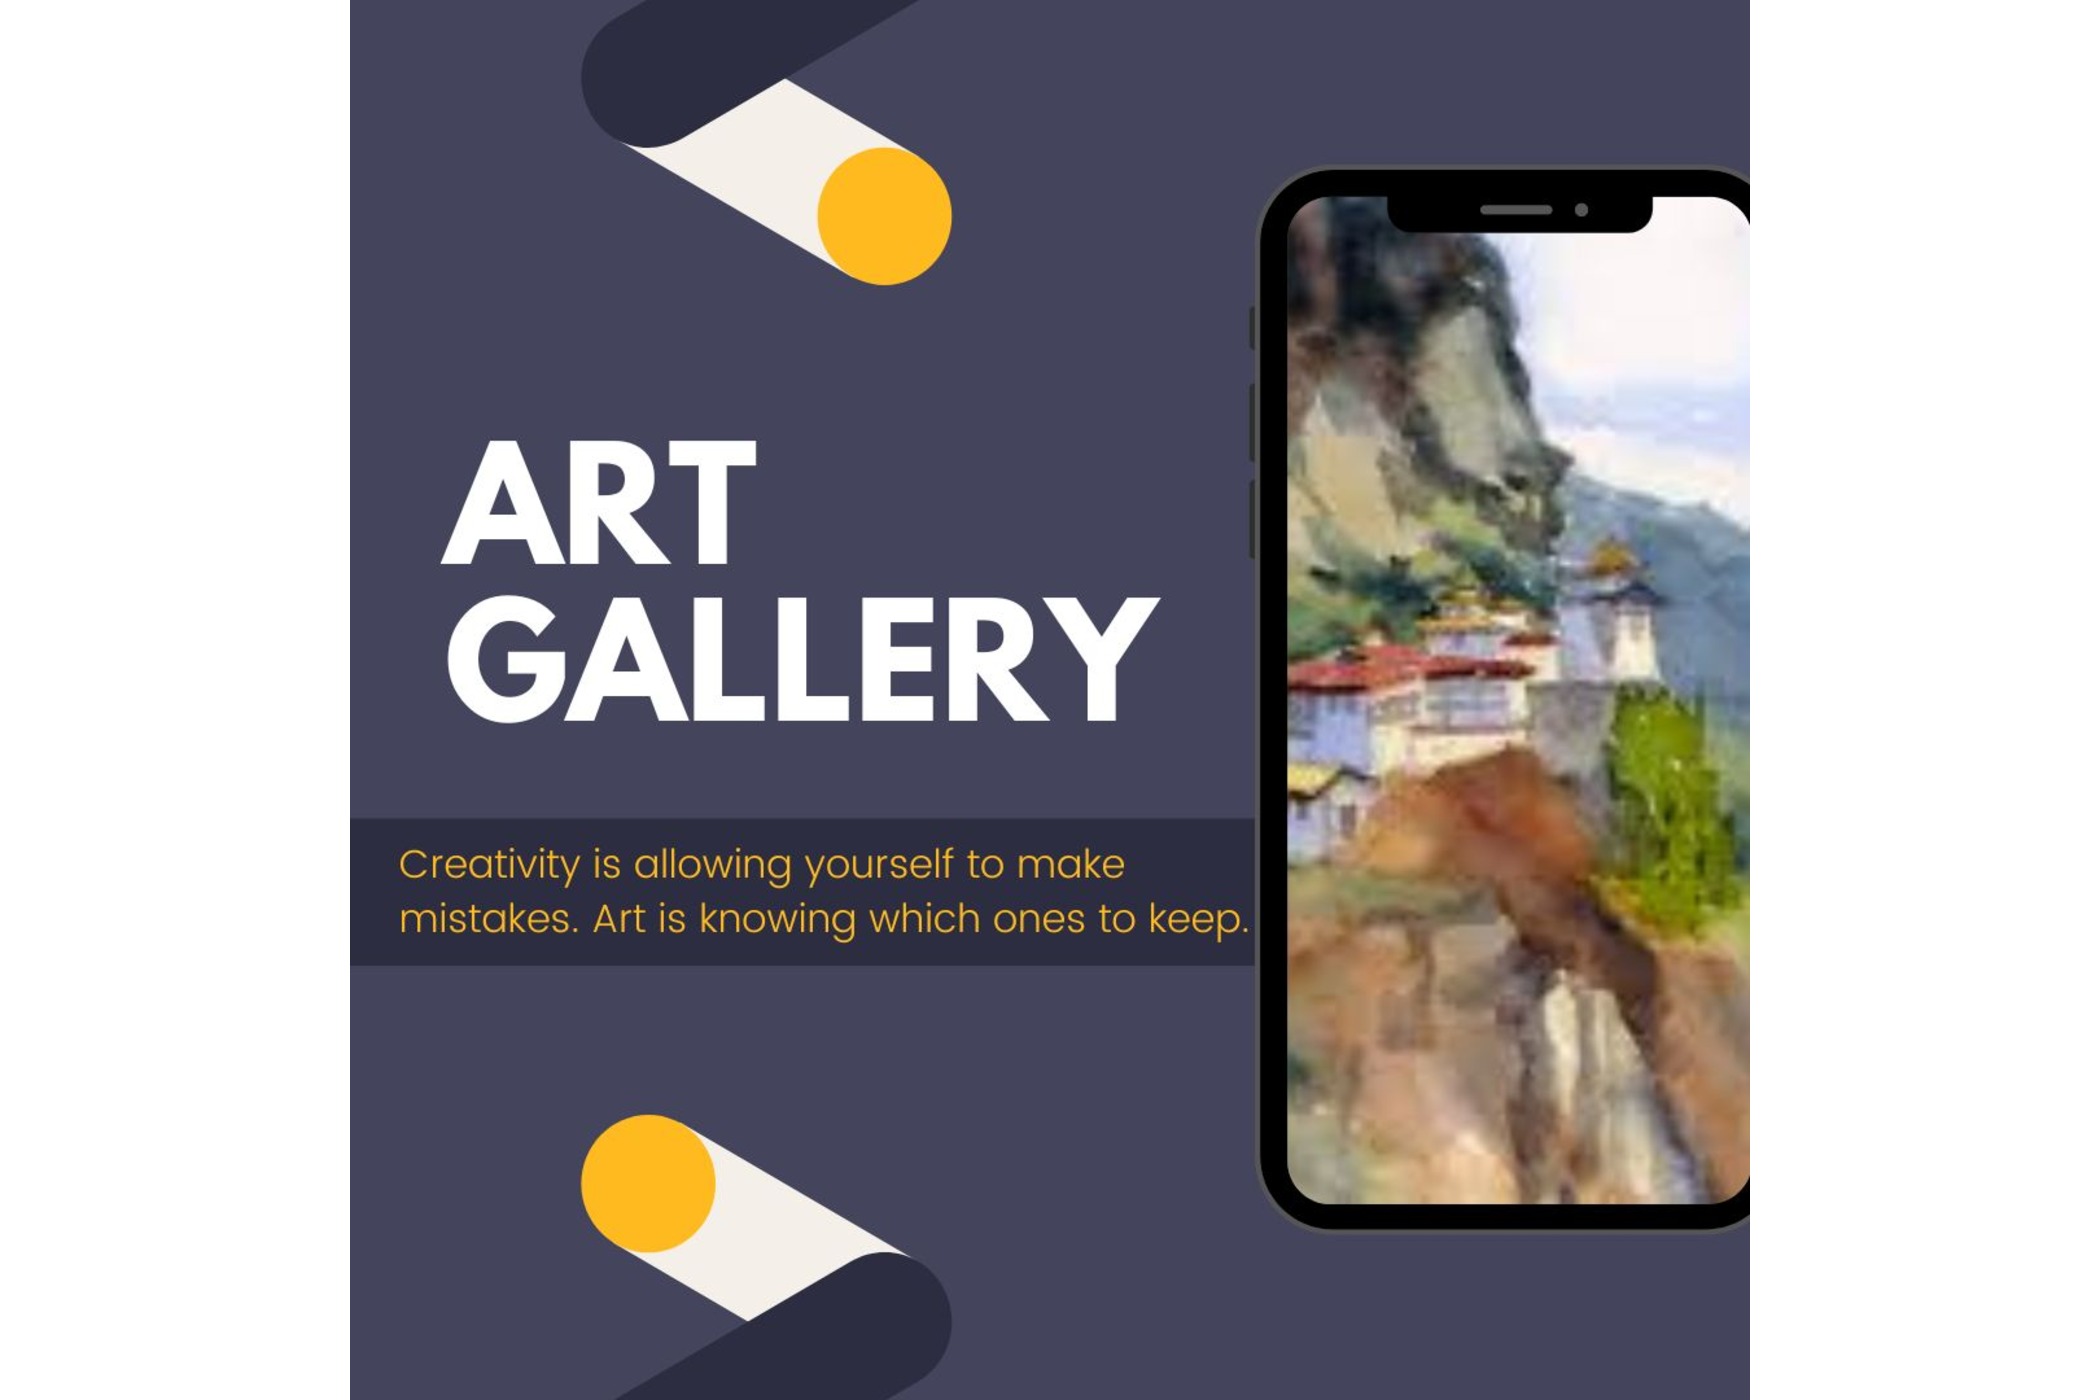 ART
GALLERY
Creativity is allowing yourself to make
mistakes. Art is knowing which ones to keep.